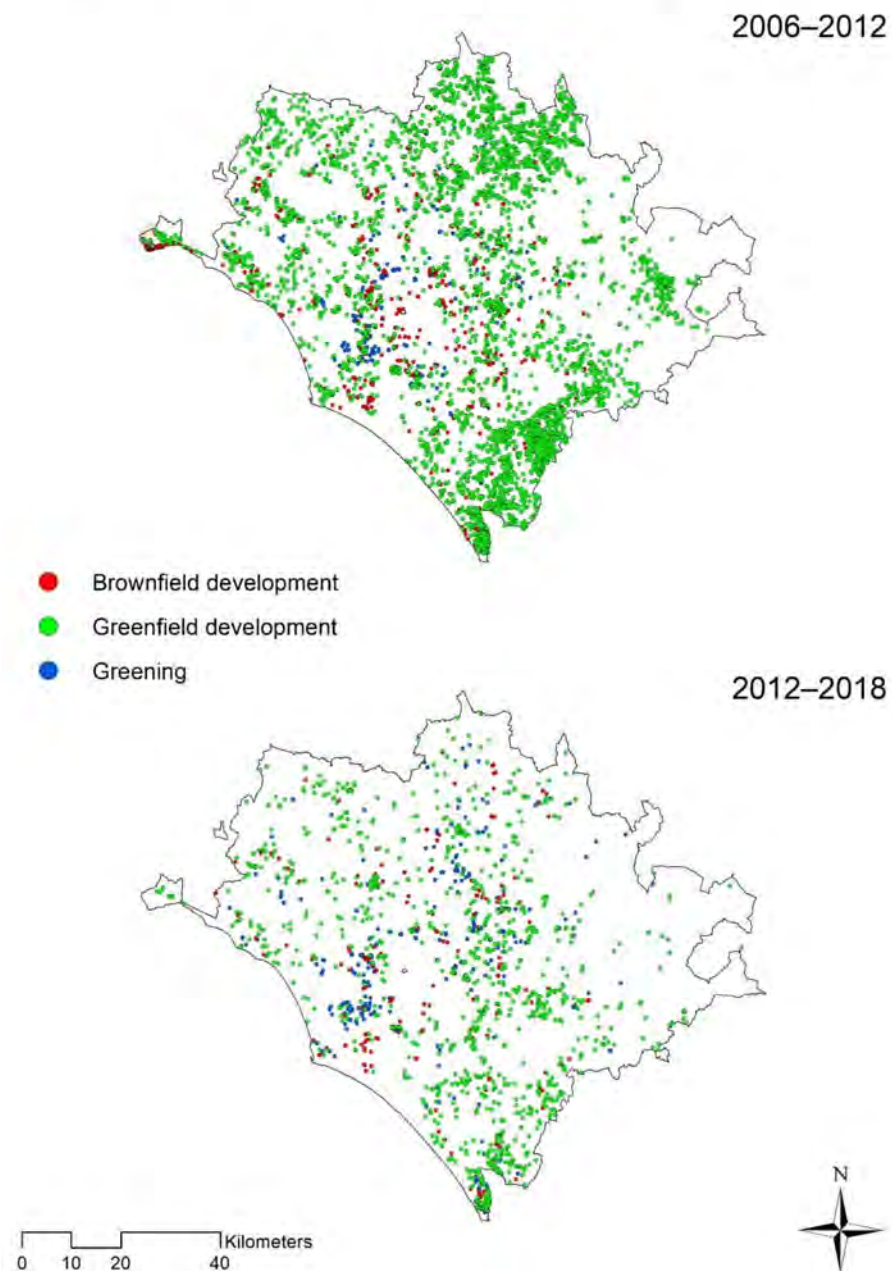 2006–2012
Brownfield development
Greenfield development
Greening
2012–2018
N
Kilometers
0 10 20 40